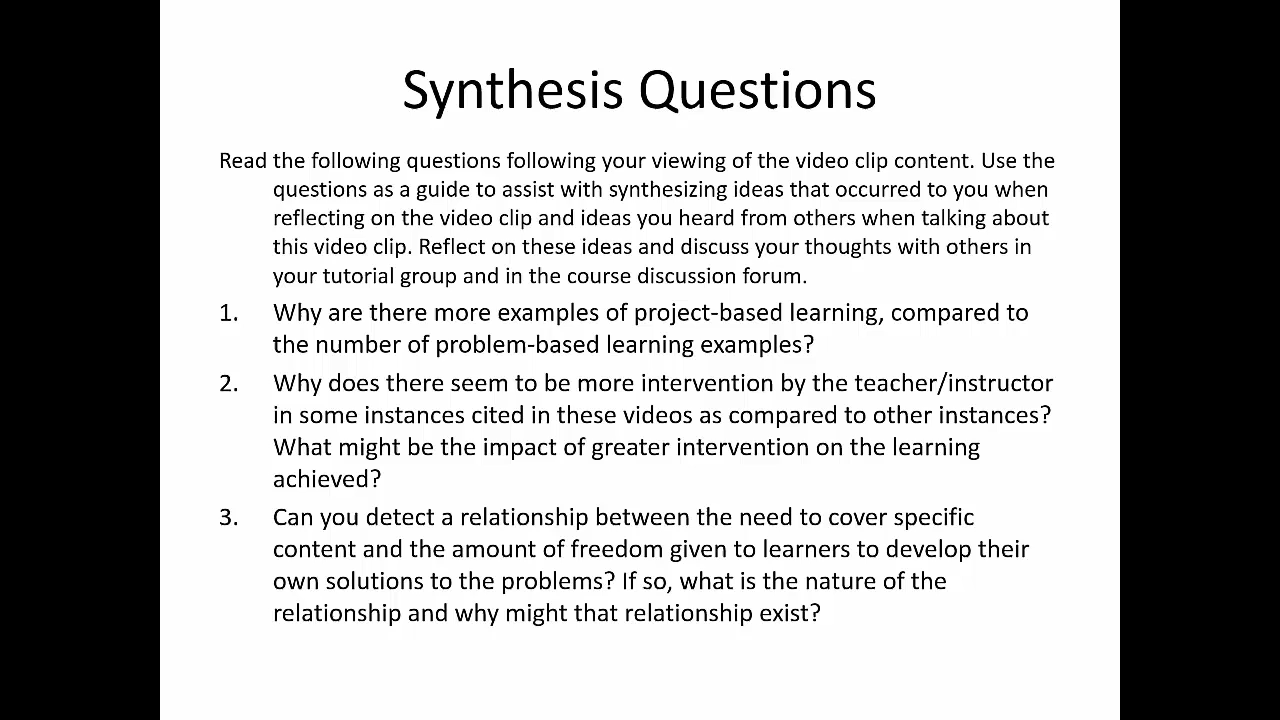 Synthesis Questions
Read the following questions following your viewing of the video clip content. Use the
questions as a guide to assist with synthesizing ideas that occurred to you when
reflecting on the video clip and ideas you heard from others when talking about
this video clip. Reflect on these ideas and discuss your thoughts with others in
your tutorial group and in the course discussion forum.
1. Why are there more examples of project-based learning, compared to
the number of problem-based learning examples?
2. Why does there seem to be more intervention by the teacher/instructor
in some instances cited in these videos as compared to other instances?
What might be the impact of greater intervention on the learning
achieved?
3. Can you detect a relationship between the need to cover specific
content and the amount of freedom given to learners to develop their
own solutions to the problems? If so, what is the nature of the
relationship and why might that relationship exist?